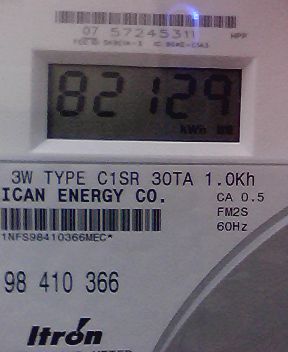 07 57245311
82129
kWh
3W TYPE C1SR 30TA 1.0Kh
ICAN ENERGY CO.
CA 0.5
FM2S
60Hz
1NFS98410366MEC*
98 410 366
Itron